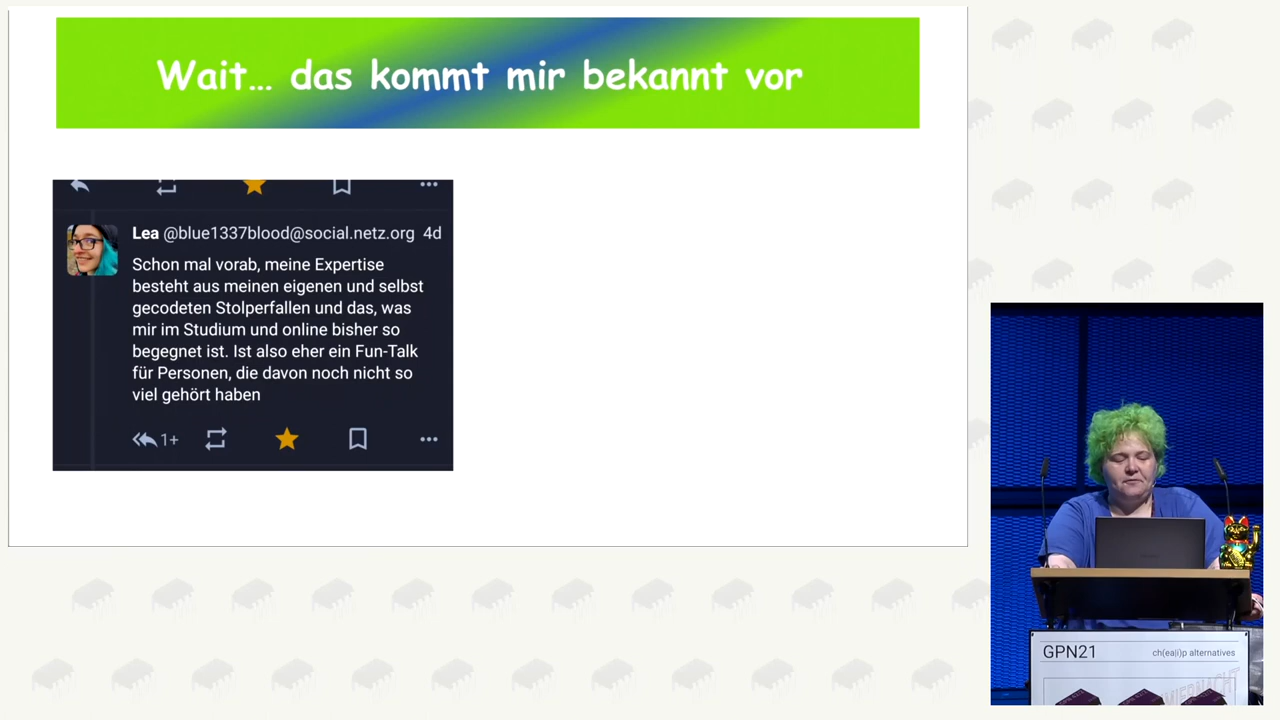 Wait... das kommt mir bekannt vor
Lea @blue1337blood@social.netz.org 4d
Schon mal vorab, meine Expertise
besteht aus meinen eigenen und selbst
gecodeten Stolperfallen und das, was
mir im Studium und online bisher so
begegnet ist. Ist also eher ein Fun-Talk
für Personen, die davon noch nicht so
viel gehört haben
1+
GPN21
ch(ea|i)p alternatives